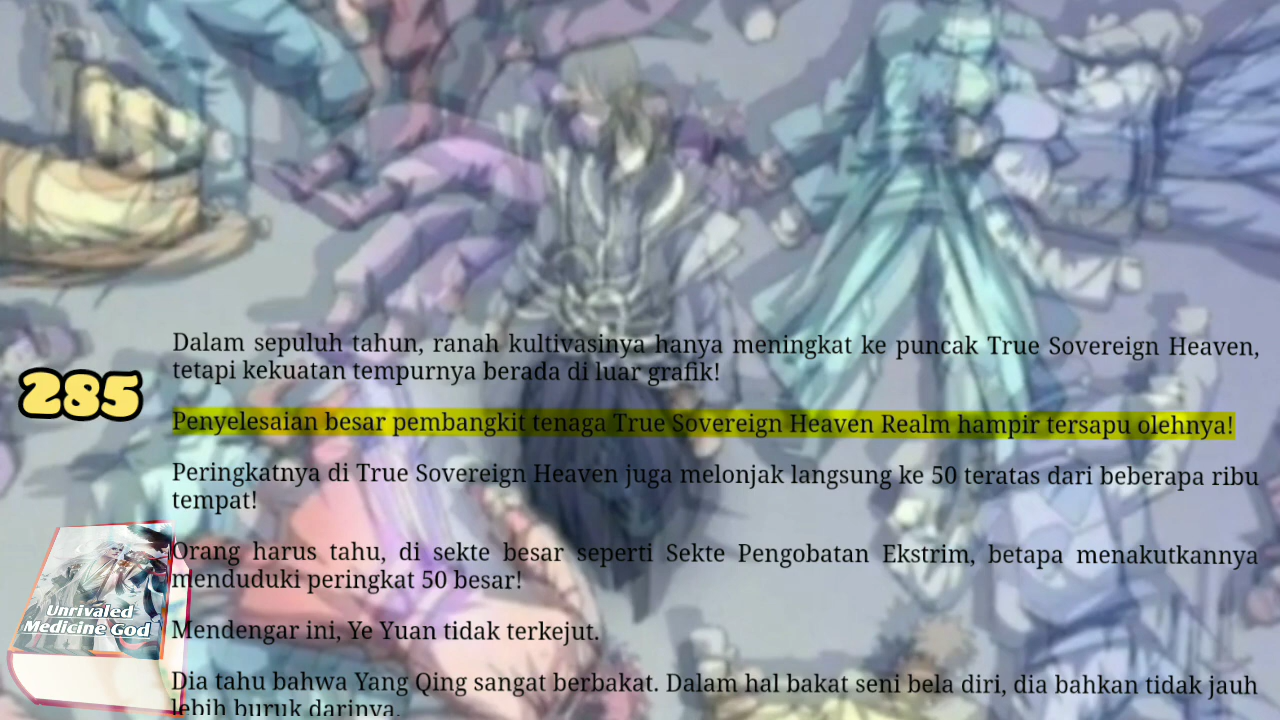 Dalam sepuluh tahun, ranah kultivasinya hanya meningkat ke puncak True Sovereign Heaven,
tetapi kekuatan tempurnya berada di luar grafik!
285
Penyelesaian besar pembangkit tenaga True Sovereign Heaven Realm hampir tersapu olehnya!
Peringkatnya di True Sovereign Heaven juga melonjak langsung ke 50 teratas dari beberapa ribu
tempat!
Orang harus tahu, di sekte besar seperti Sekte Pengobatan Ekstrim, betapa menakutkannya
menduduki peringkat 50 besar!
Unrivaled
Medicine God
Mendengar ini, Ye Yuan tidak terkejut.
Dia tahu bahwa Yang Qing sangat berbakat. Dalam hal bakat seni bela diri, dia bahkan tidak jauh
lebih buruk darinya.